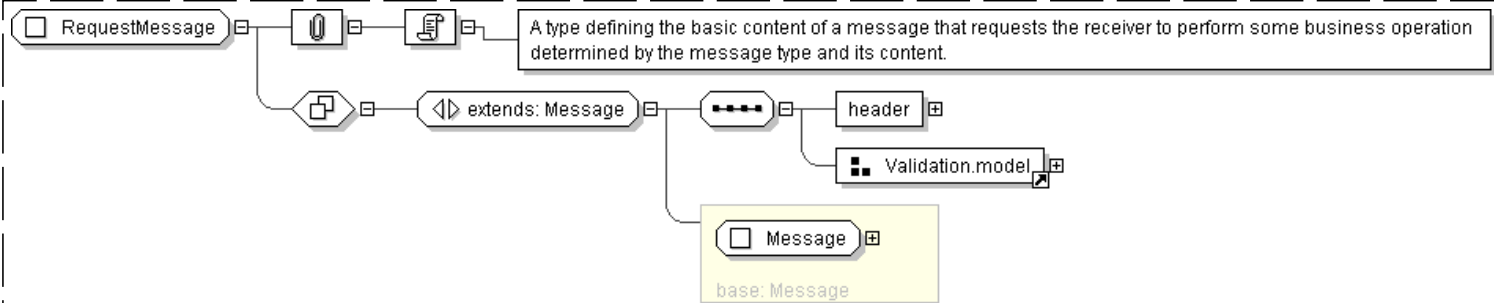 RequestMessage
A type defining the basic content of a message that requests the receiver to perform some business operation
determined by the message type and its content.
extends: Message
header
Validation.model
Message
base: Message